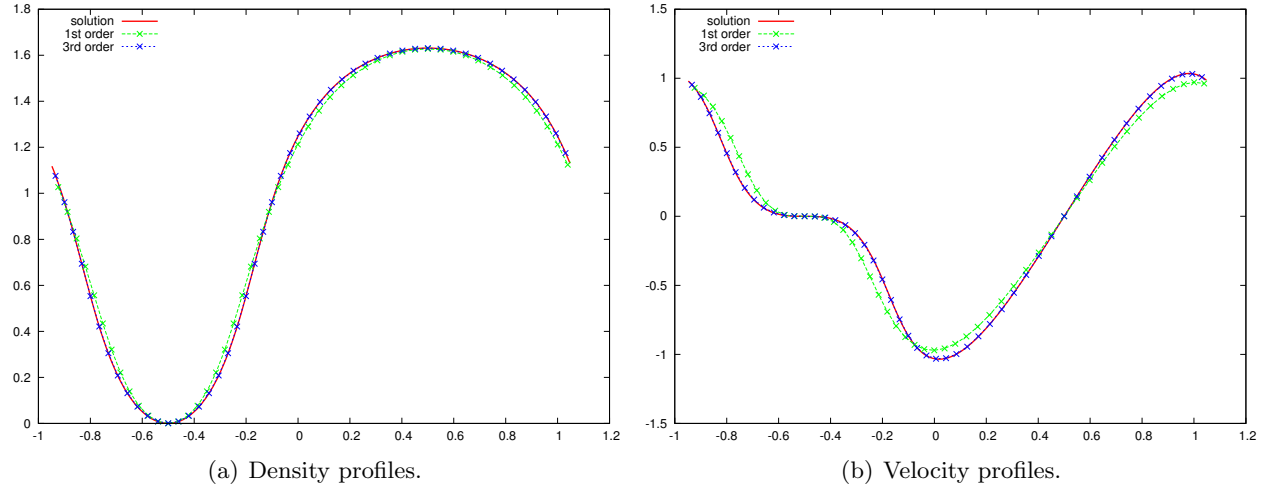 1.8
1.6
1.4
1.2
1
0.8
0.6
0.4
0.2
0
-1 -0.8 -0.6 -0.4 -0.2 0 0.2 0.4 0.6 0.8 1 1.2
solution
1st order
3rd order
(a) Density profiles.
1.5
1
0.5
0
-0.5
-1
-1.5
-1 -0.8 -0.6 -0.4 -0.2 0 0.2 0.4 0.6 0.8 1 1.2
solution
1st order
3rd order
(b) Velocity profiles.